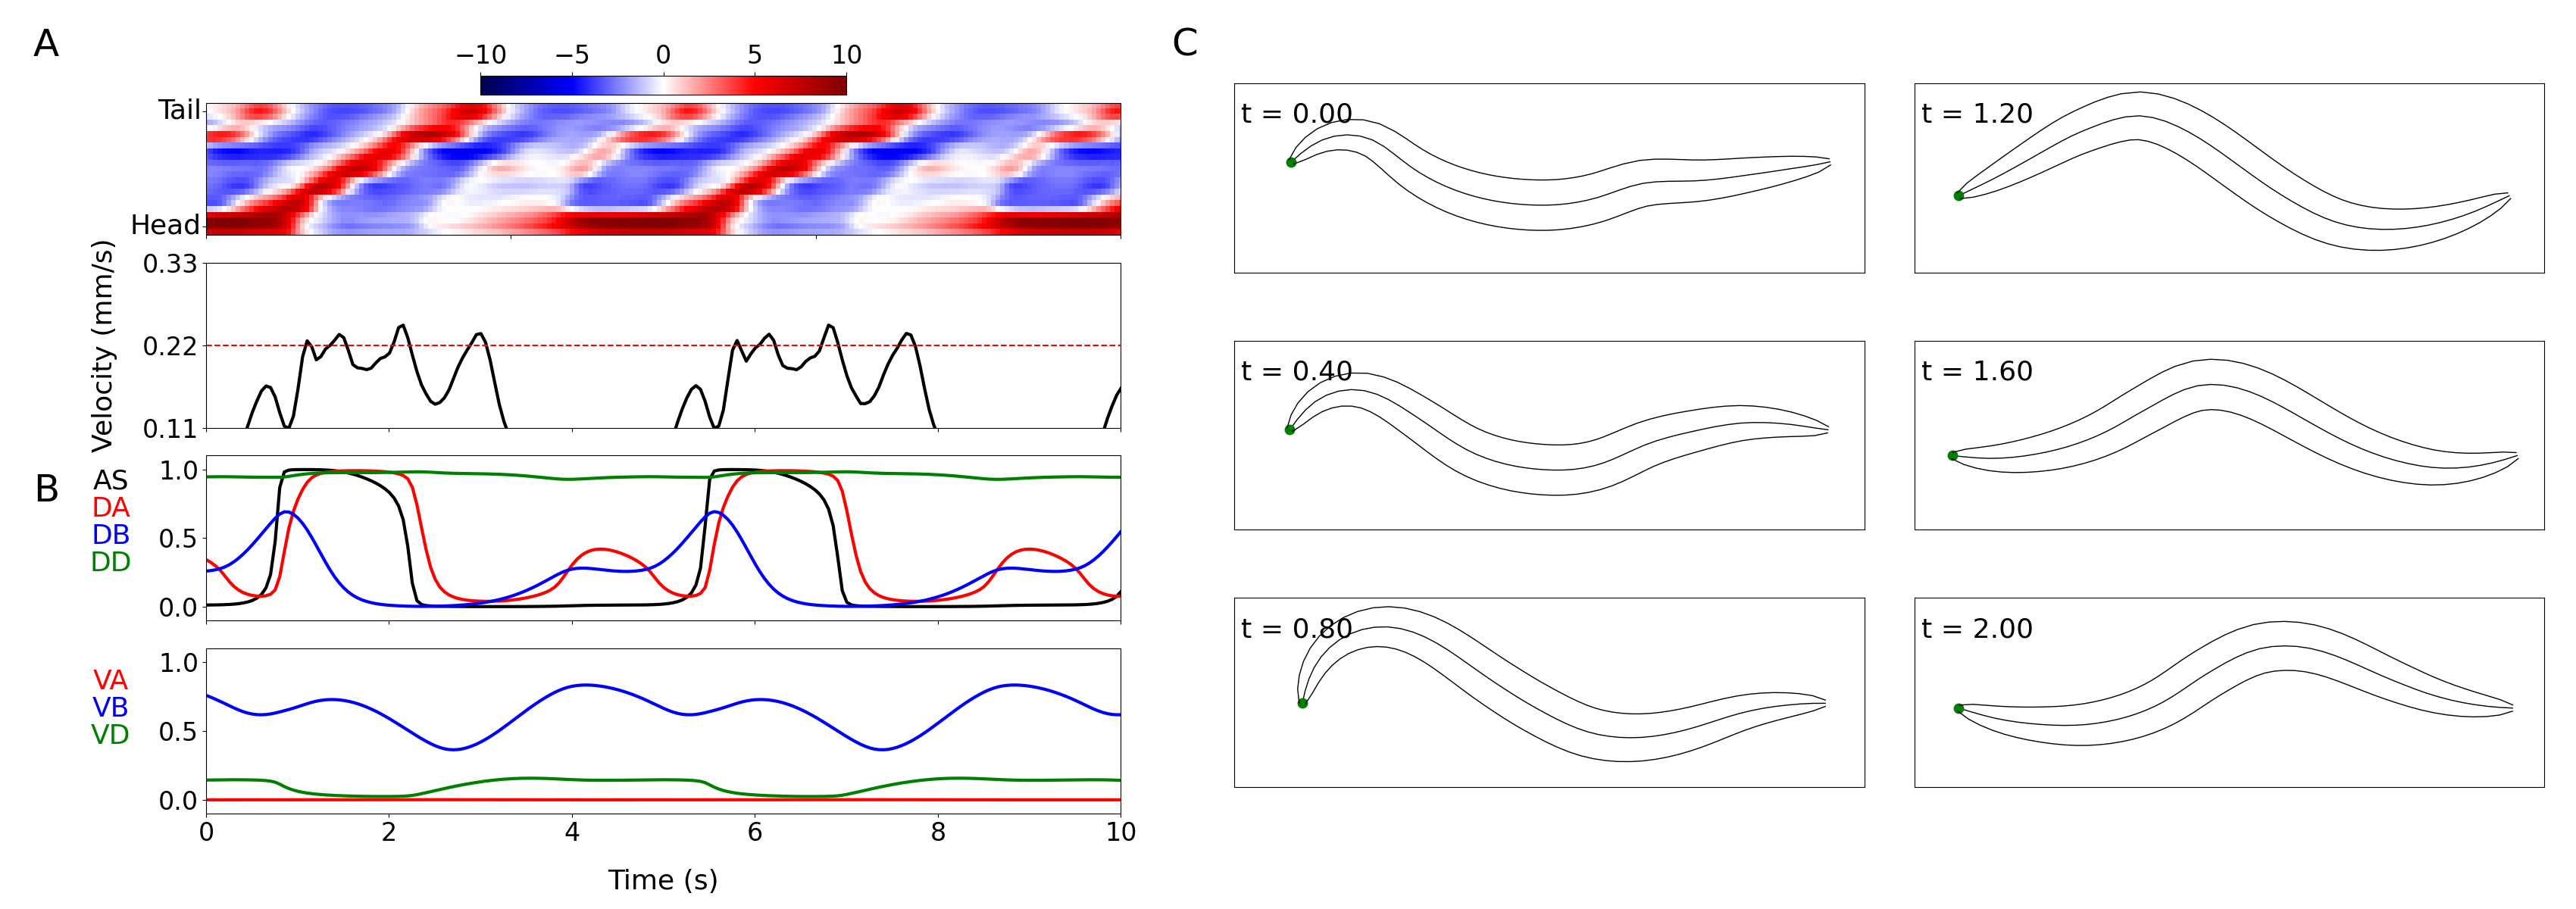 A
−10 −5 0 5 10
Tail
Head
Velocity (mm/s)
0.33
0.22
0.11
B
AS
DA
DB
DD
1.0
0.5
0.0
VA
VB
VD
1.0
0.5
0.0
0 2 4 6 8 10
Time (s)
C
t = 0.00
t = 1.20
t = 0.40
t = 1.60
t = 0.80
t = 2.00